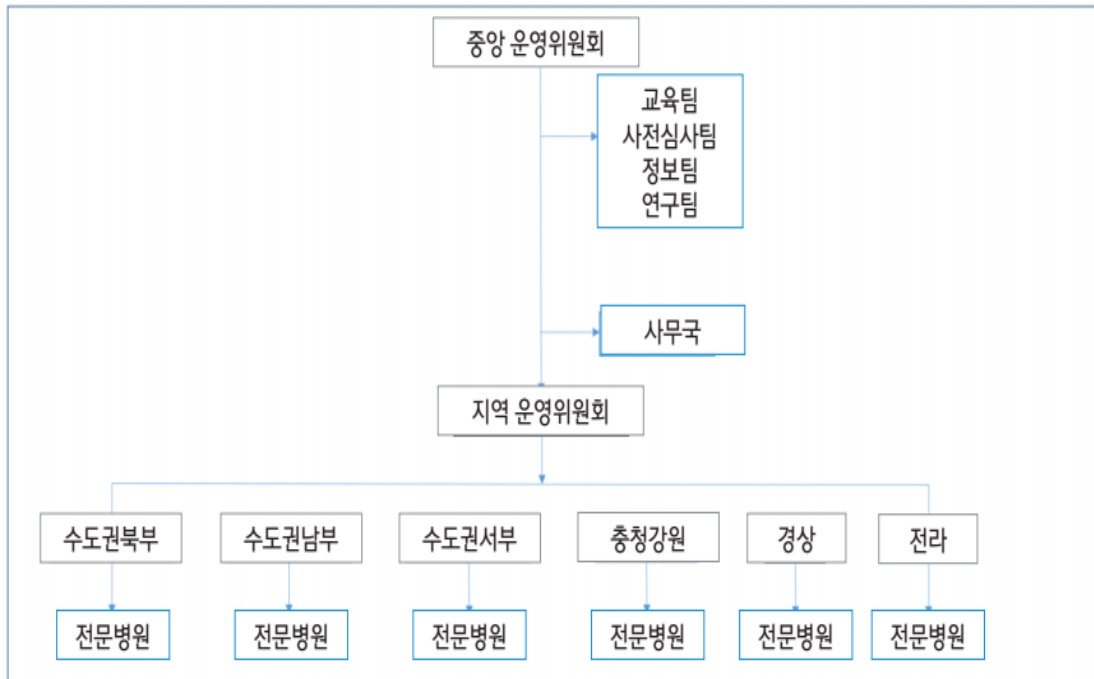 중앙 운영위원회
교육팀
사전심사팀
정보팀
연구팀
사무국
지역 운영위원회
수도권북부
수도권남부
수도권서부
충청강원
경상
전라
전문병원
전문병원
전문병원
전문병원
전문병원
전문병원